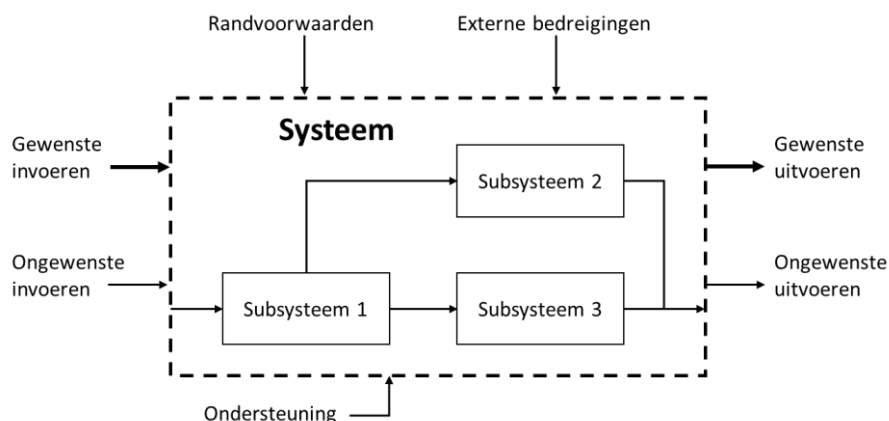 Randvoorwaarden
Externe bedreigingen
Systeem
Gewenste
invoeren
Gewenste
uitvoeren
Subsysteem 2
Ongewenste
invoeren
Ongewenste
uitvoeren
Subsysteem 1
Subsysteem 3
Ondersteuning